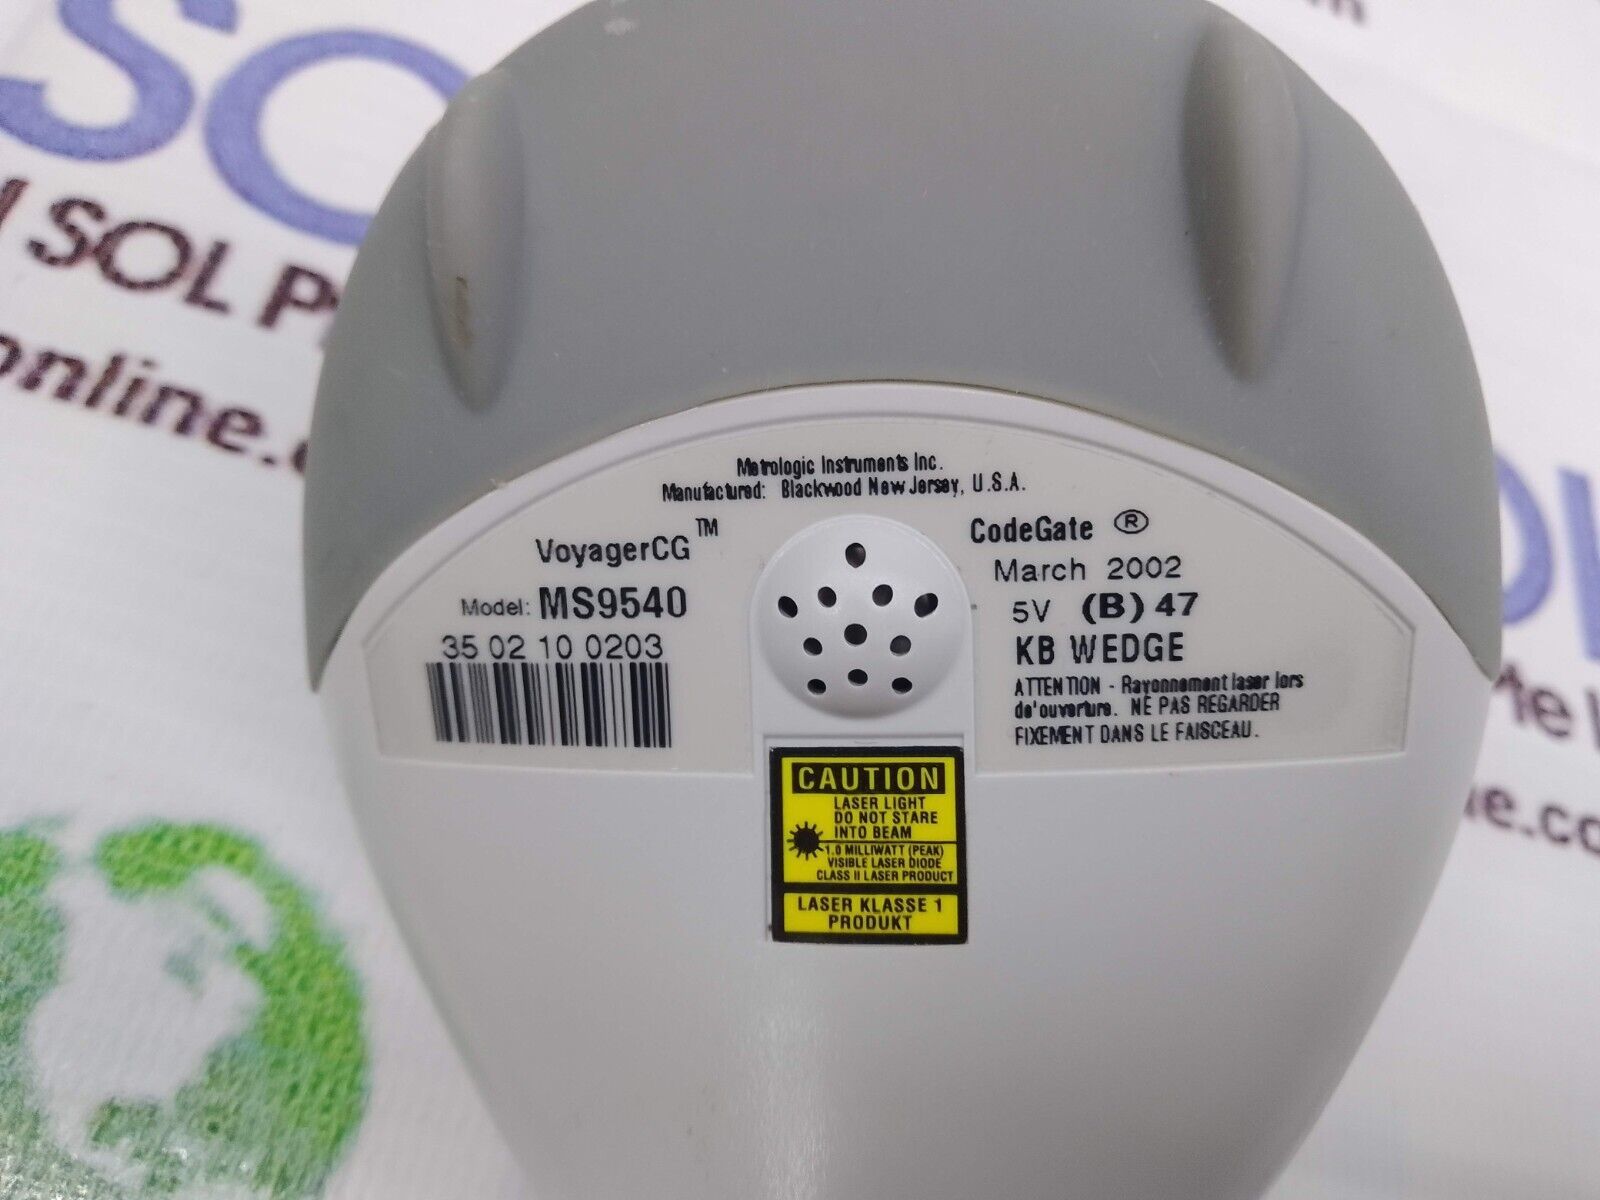 SO
SOL P
online.c
Metrologic Instruments Inc.
Manufactured: Blackwood New Jersey, U.S.A.
VoyagerCG™
Model: MS9540
35 02 10 0203
CodeGate ®
March 2002
5V (B) 47
KB WEDGE
ATTENTION - Rayonnement laser lors
de'ouverture. NE PAS REGARDER
FIXEMENT DANS LE FAISCEAU.
CAUTION
LASER LIGHT
DO NOT STARE
INTO BEAM
1.0 MILLIWATT (PEAK)
VISIBLE LASER DIODE
CLASS II LASER PRODUCT
LASER KLASSE 1
PRODUKT
ne.co